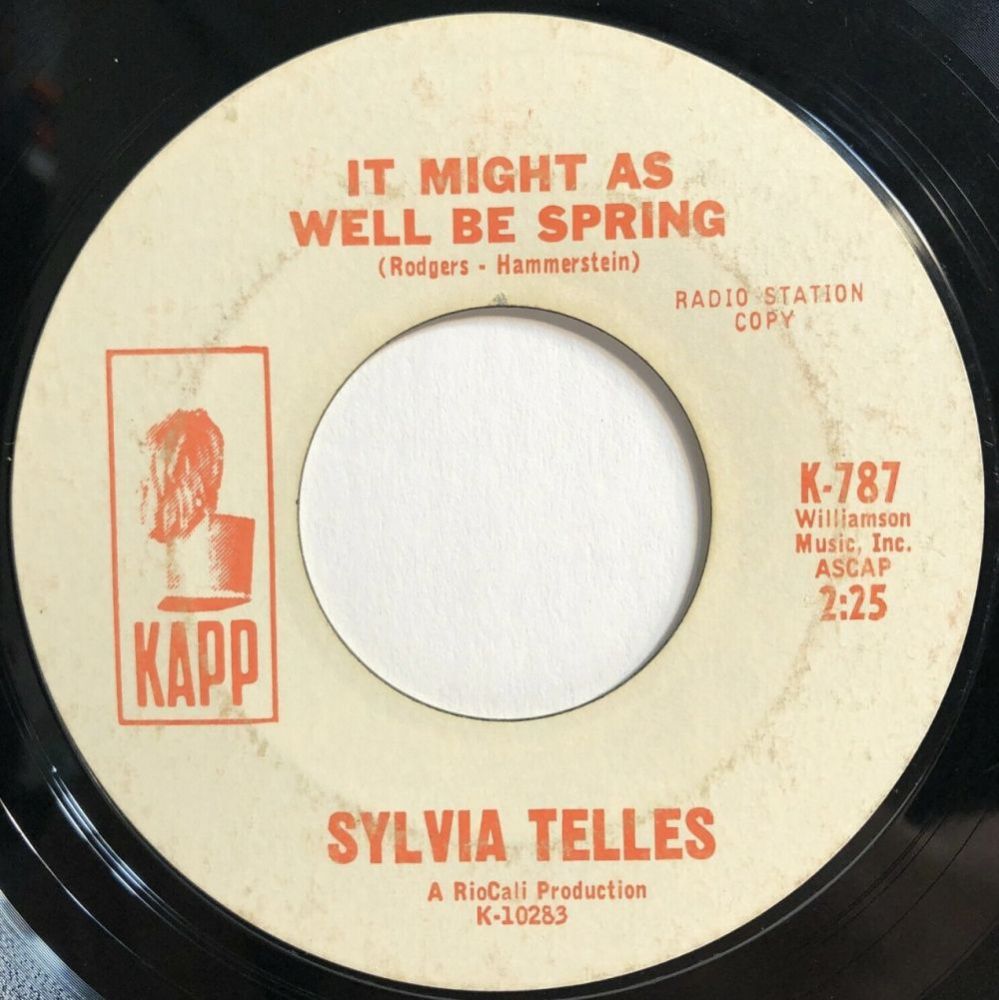 IT MIGHT AS
WELL BE SPRING
(Rodgers - Hammerstein)
RADIO STATION
COPY
KAPP
K-787
Williamson
Music, Inc.
ASCAP
2:25
SYLVIA TELLES
A RioCali Production
K-10283